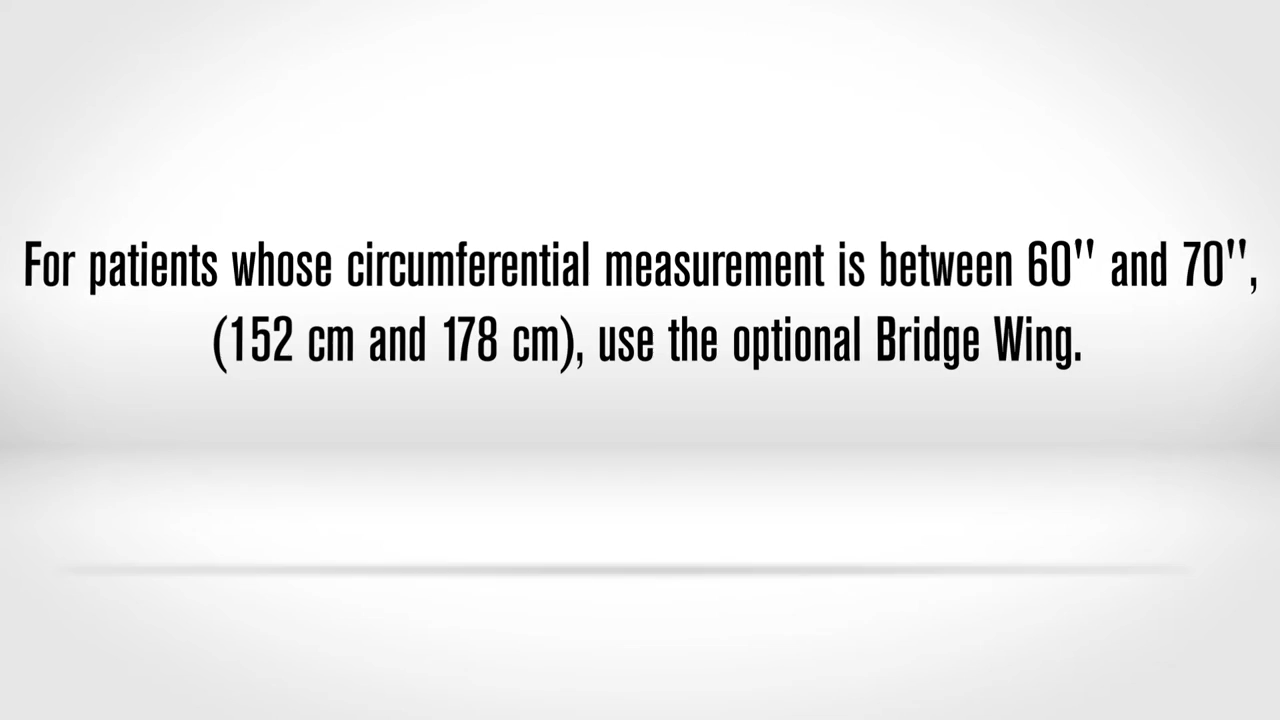 For patients whose circumferential measurement is between 60" and 70",
(152 cm and 178 cm), use the optional Bridge Wing.